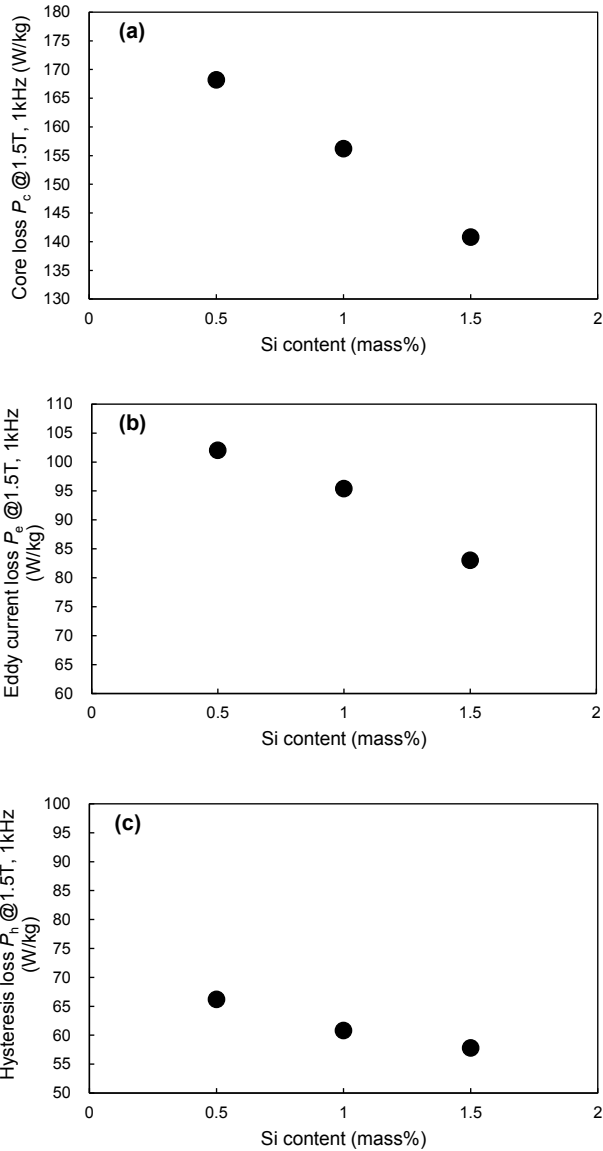 (a)
Core loss Pc @1.5T, 1kHz (W/kg)
180
175
170
165
160
155
150
145
140
135
130
0 0.5 1 1.5 2
Si content (mass%)
(b)
Eddy current loss Pe @1.5T, 1kHz
(W/kg)
110
105
100
95
90
85
80
75
70
65
60
0 0.5 1 1.5 2
Si content (mass%)
(c)
Hysteresis loss Ph @1.5T, 1kHz
(W/kg)
100
95
90
85
80
75
70
65
60
55
50
0 0.5 1 1.5 2
Si content (mass%)